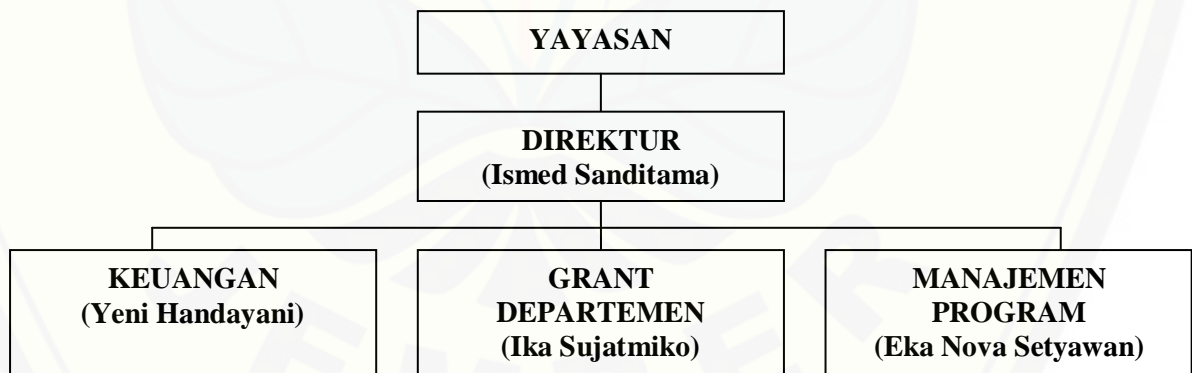 YAYASAN
DIREKTUR
(Ismed Sanditama)
KEUANGAN
(Yeni Handayani)
GRANT
DEPARTEMEN
(Ika Sujatmiko)
MANAJEMEN
PROGRAM
(Eka Nova Setyawan)